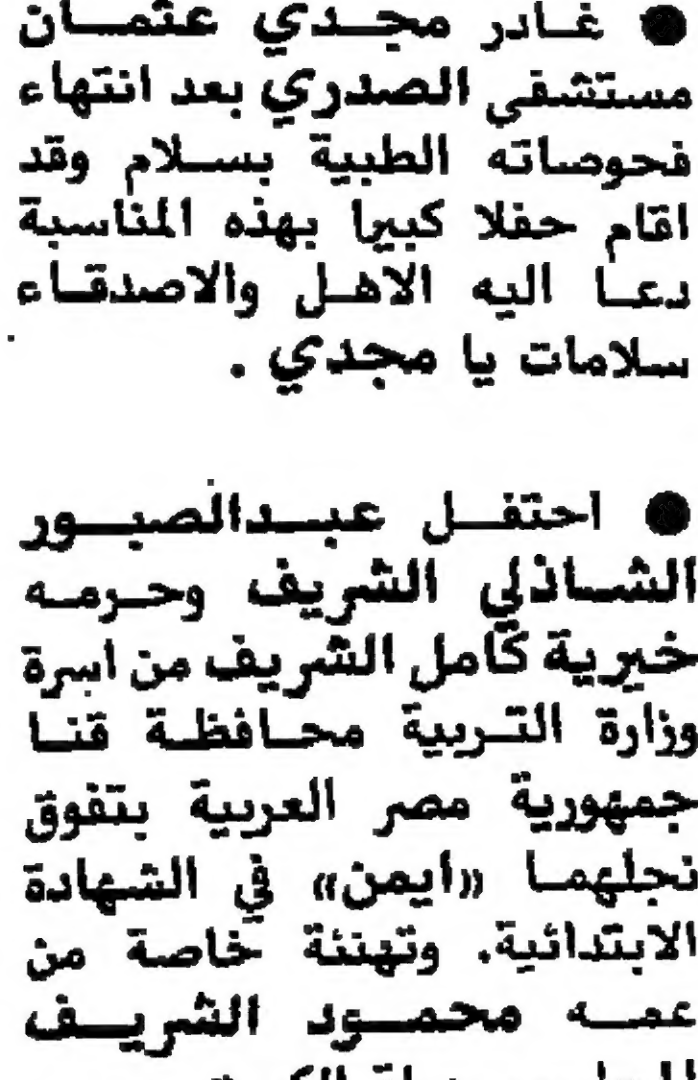 ● غادر مجدي عثمان
مستشفى الصدري بعد انتهاء
فحوصاته الطبية بسلام وقد
اقام حفلا كبيرا بهذه المناسبة
دعا اليه الاهل والاصدقاء
سلامات يا مجدي .
● احتفل عبدالصبور
الشاذلي الشريف وحرمه
خيرية كامل الشريف من اسرة
وزارة التربية محافظة قنا
جمهورية مصر العربية بتفوق
نجلهما «ايمن» في الشهادة
الابتدائية. وتهنئة خاصة من
عمه محمود الشريف